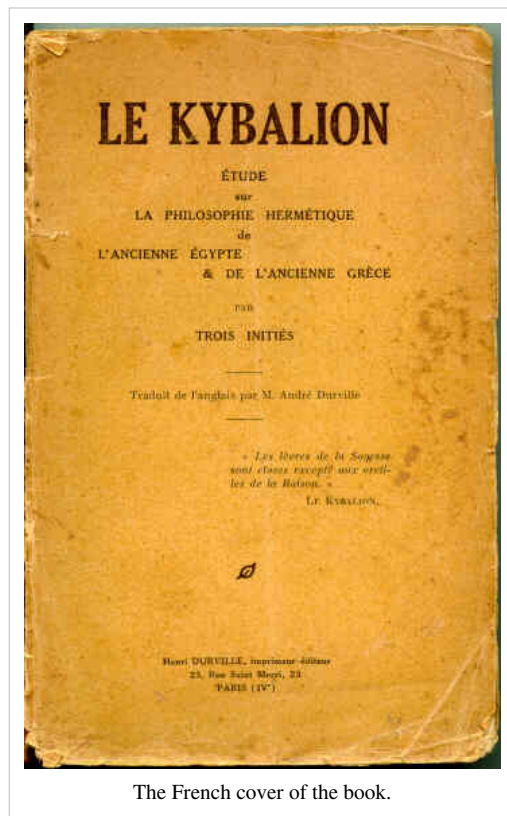 LE KYBALION
ÉTUDE
sur
LA PHILOSOPHIE HERMÉTIQUE
de
L'ANCIENNE ÉGYPTE
& DE L'ANCIENNE GRÈCE
PAR
TROIS INITIÉS
Traduit de l'anglais par M. André Durville
« Les lèvres de la Sagesse
sont closes excepté aux oreil-
les de la Raison. »
LE KYBALION.
Henri DURVILLE, imprimeur-éditeur
23, Rue Saint Merri, 23
PARIS (IVe)
The French cover of the book.